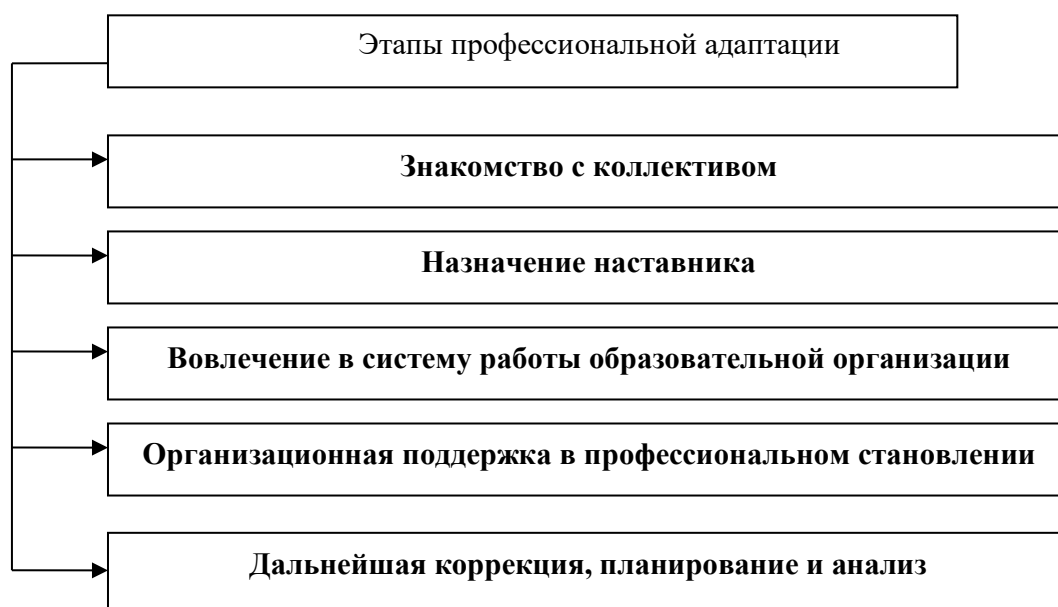 Этапы профессиональной адаптации
Знакомство с коллективом
Назначение наставника
Вовлечение в систему работы образовательной организации
Организационная поддержка в профессиональном становлении
Дальнейшая коррекция, планирование и анализ